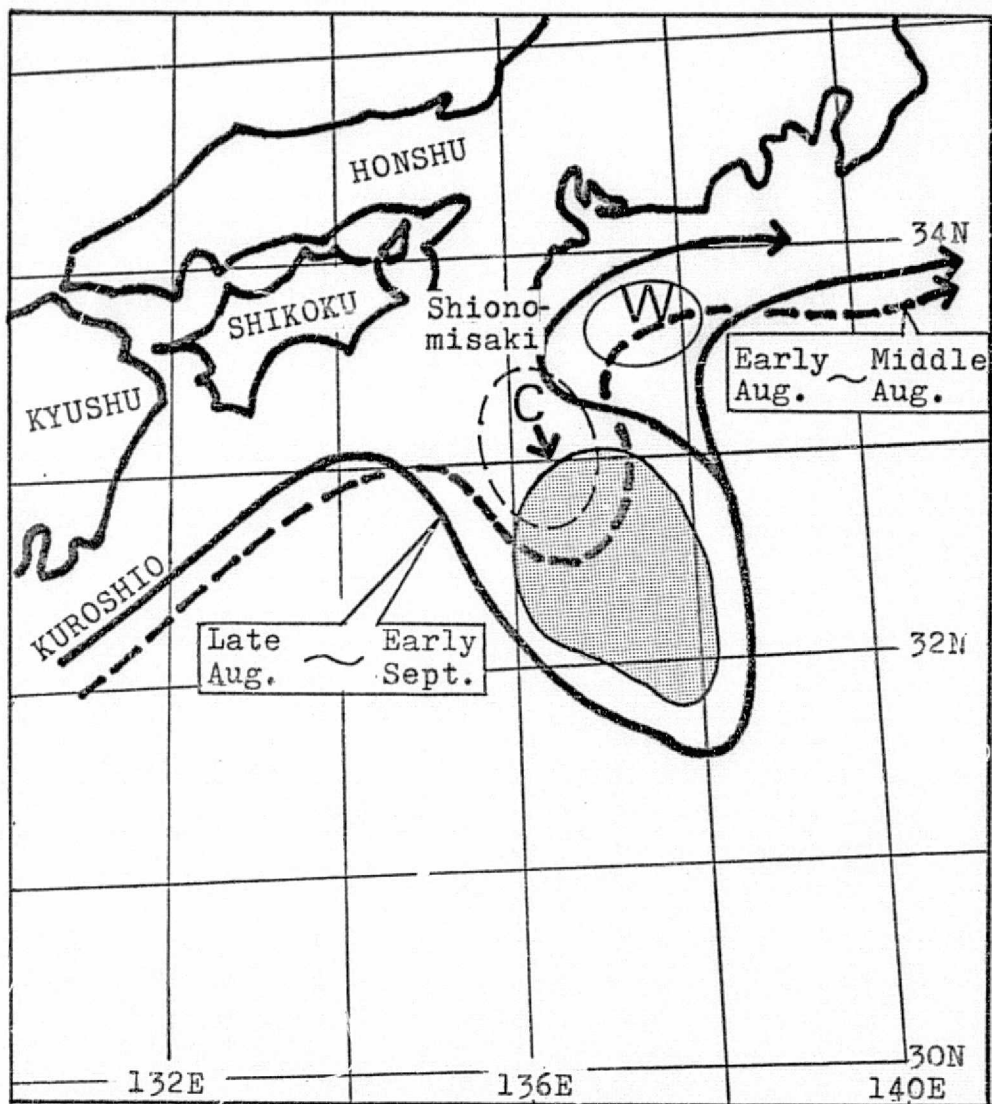 HONSHU
34N
SHIKOKU
Shiono-
misaki
W
KYUSHU
Early ~ Middle
Aug. Aug.
C
KUROSHIO
Late ~ Early
Aug. Sept.
32N
30N
132E
136E
140E